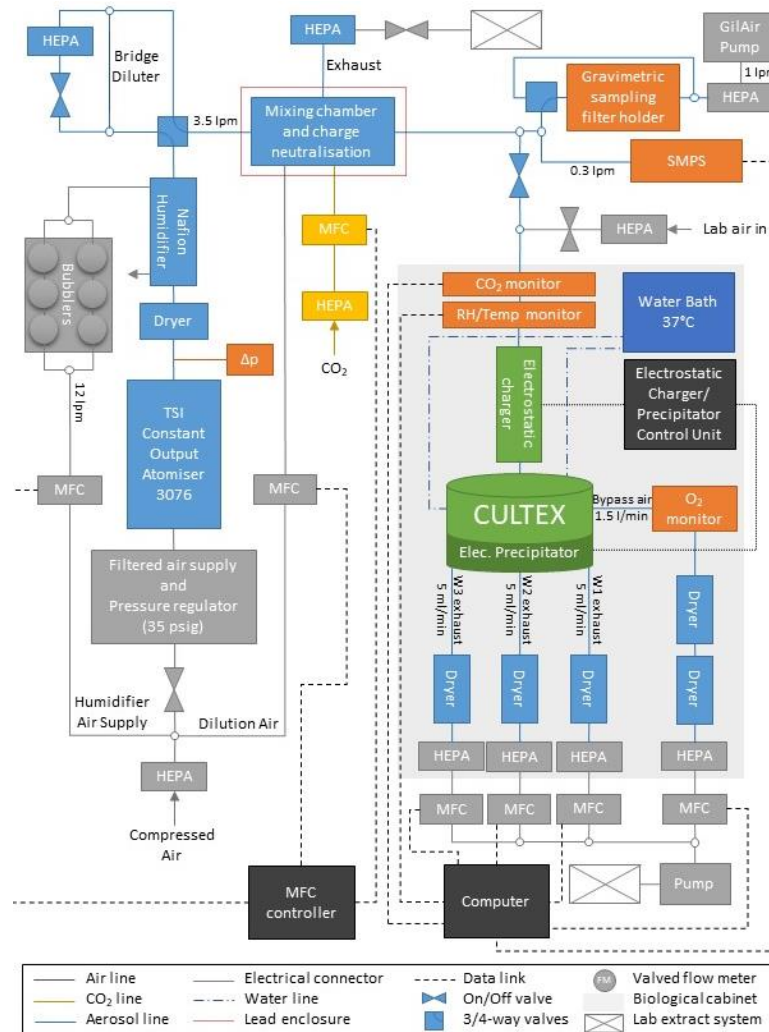 HEPA
Bridge
Diluter
HEPA
Exhaust
GilAir
Pump
1 lpm
HEPA
3.5 lpm
Mixing chamber
and charge
neutralisation
Gravimetric
sampling
filter holder
SMPS
0.3 lpm
Nafion
Humidifier
Bubblers
MFC
HEPA
CO₂
HEPA
Lab air in
Dryer
Δp
CO₂ monitor
RH/Temp monitor
Water Bath
37°C
12 lpm
TSI
Constant
Output
Atomiser
3076
Electrostatic
charger
Electrostatic
Charger/
Precipitator
Control Unit
MFC
MFC
CULTEX
Elec. Precipitator
Bypass air
1.5 l/min
O₂
monitor
Filtered air supply
and
Pressure regulator
(35 psig)
W3 exhaust
5 ml/min
W2 exhaust
5 ml/min
W1 exhaust
5 ml/min
Dryer
Dryer
Dryer
Dryer
Dryer
Humidifier
Air Supply
Dilution Air
HEPA
HEPA
HEPA
HEPA
HEPA
Compressed
Air
MFC
MFC
MFC
MFC
MFC
controller
Computer
Pump
Air line
Electrical connector
Data link
FM
Valved flow meter
CO₂ line
Water line
On/Off valve
Biological cabinet
Aerosol line
Lead enclosure
3/4-way valves
Lab extract system